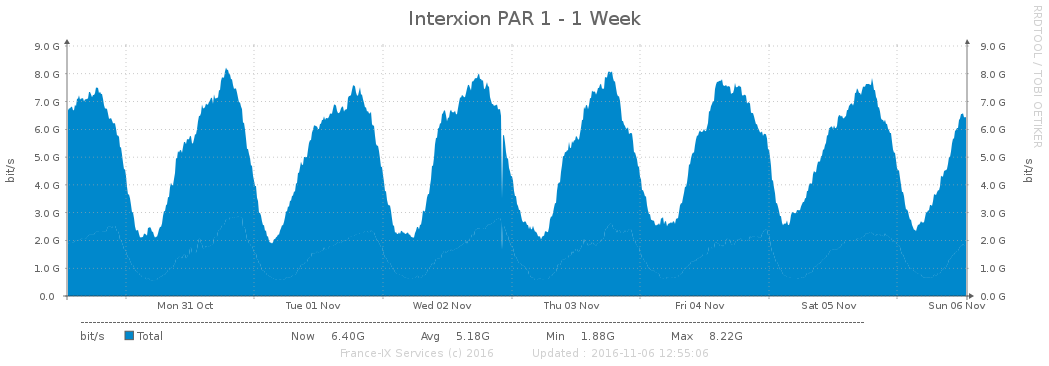 Interxion PAR 1 - 1 Week
RRDTOOL / TOBI OETIKER
9.0 G 9.0 G
8.0 G 8.0 G
7.0 G 7.0 G
6.0 G 6.0 G
5.0 G 5.0 G
4.0 G 4.0 G
3.0 G 3.0 G
2.0 G 2.0 G
1.0 G 1.0 G
0.0 0.0 G
bit/s bit/s
Mon 31 Oct Tue 01 Nov Wed 02 Nov Thu 03 Nov Fri 04 Nov Sat 05 Nov Sun 06 Nov
bit/s Total Now 6.40G Avg 5.18G Min 1.88G Max 8.22G
France-IX Services (c) 2016 Updated : 2016-11-06 12:55:06